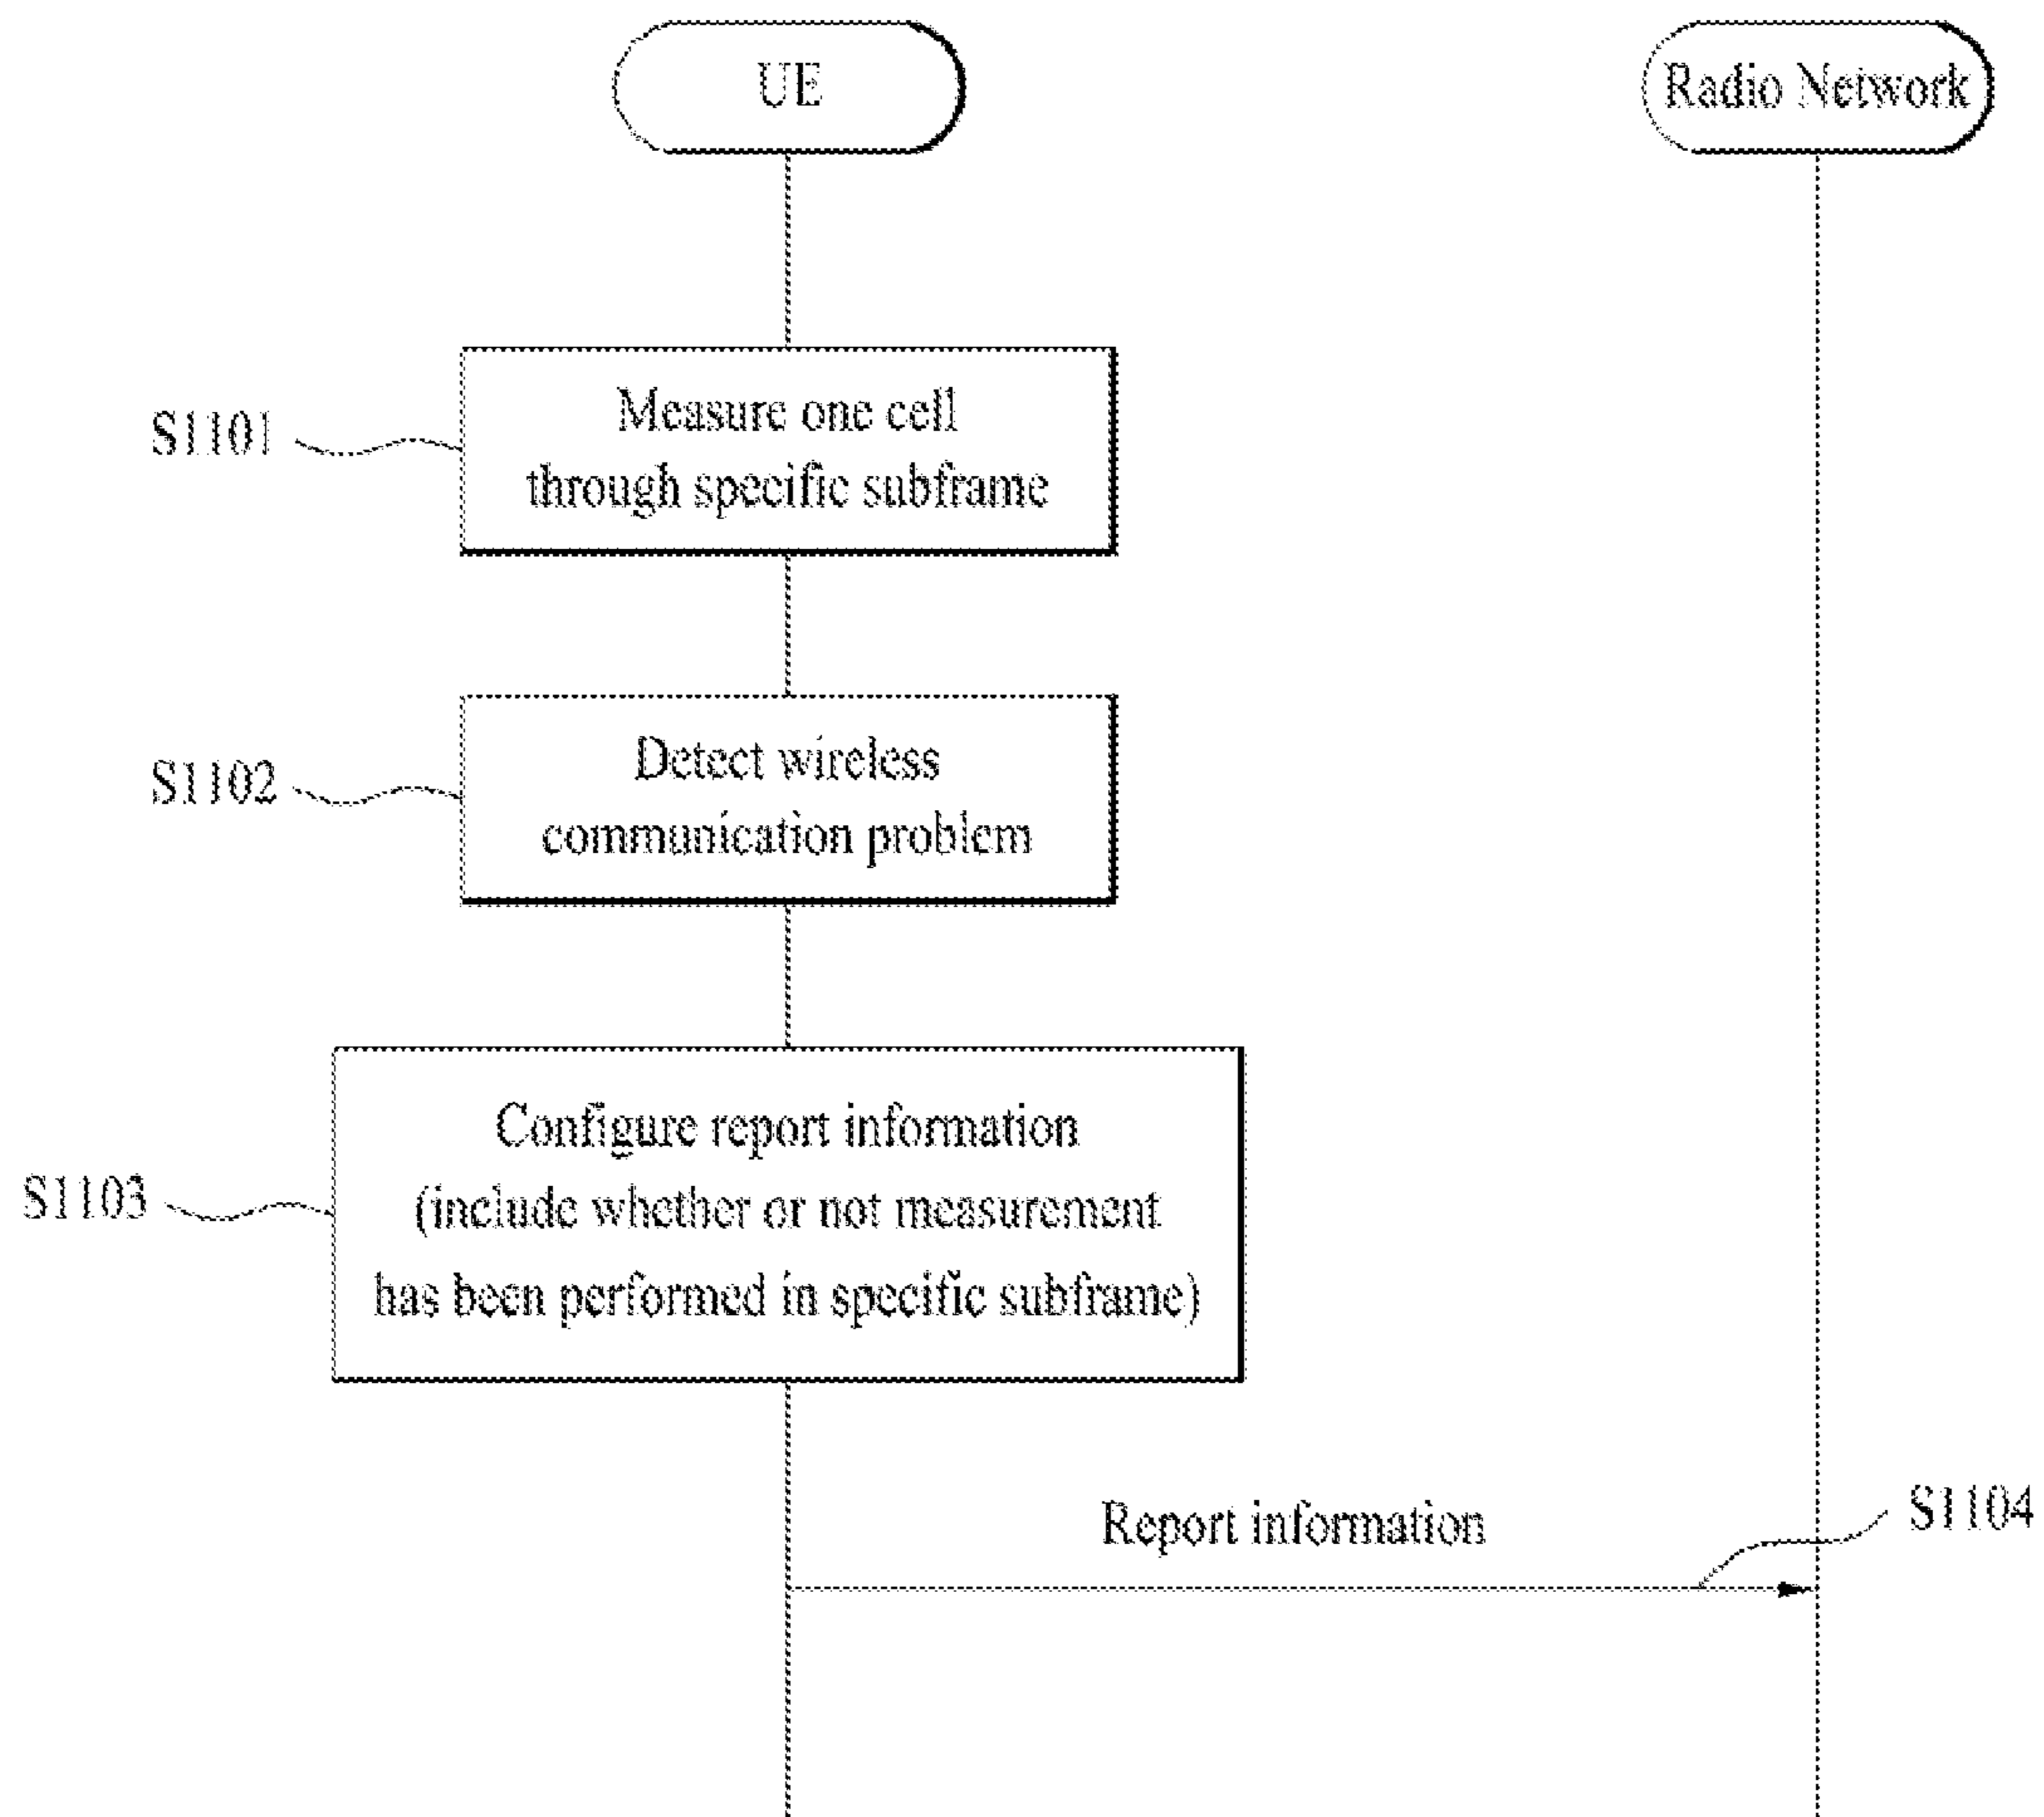 UE
Radio Network
S1101
Measure one cell
through specific subframe
S1102
Detect wireless
communication problem
S1103
Configure report information
(include whether or not measurement
has been performed in specific subframe)
Report information
S1104